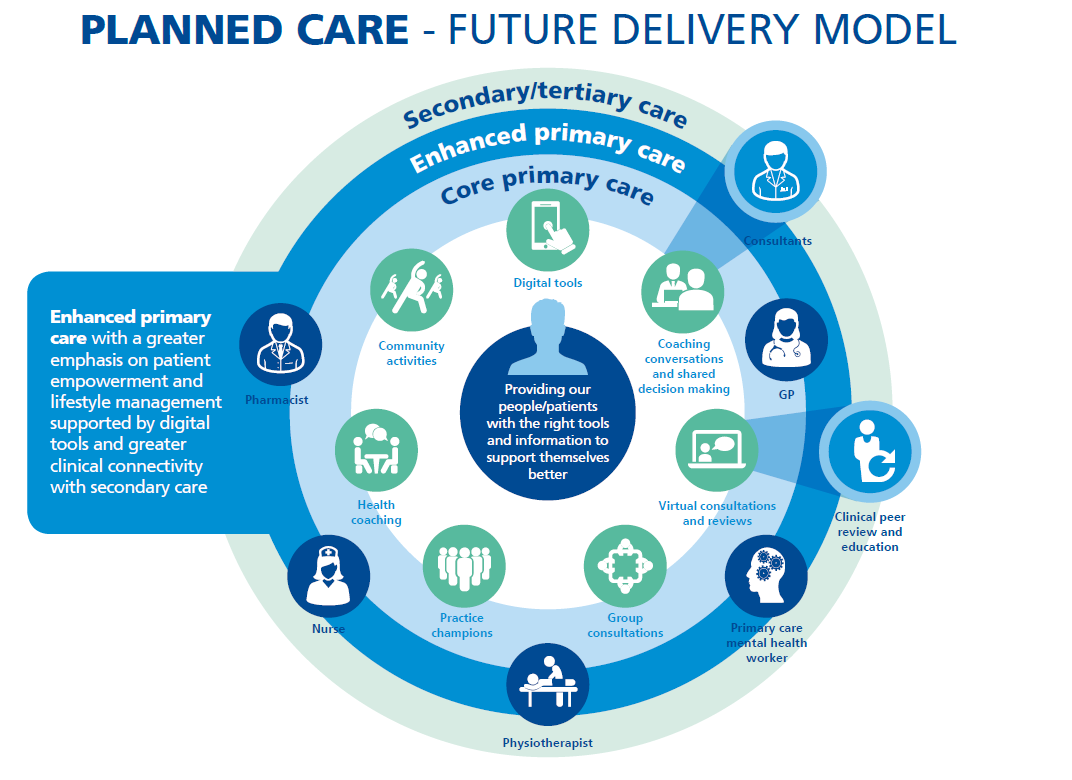 PLANNED CARE - FUTURE DELIVERY MODEL
Secondary/tertiary care
Enhanced primary care
Core primary care
Consultants
Digital tools
Community
activities
Coaching
conversations
and shared
decision making
Enhanced primary
care with a greater
emphasis on patient
empowerment and
lifestyle management
supported by digital
tools and greater
clinical connectivity
with secondary care
Pharmacist
GP
Providing our
people/patients
with the right tools
and information to
support themselves
better
Health
coaching
Virtual consultations
and reviews
Clinical peer
review and
education
Nurse
Practice
champions
Group
consultations
Primary care
mental health
worker
Physiotherapist